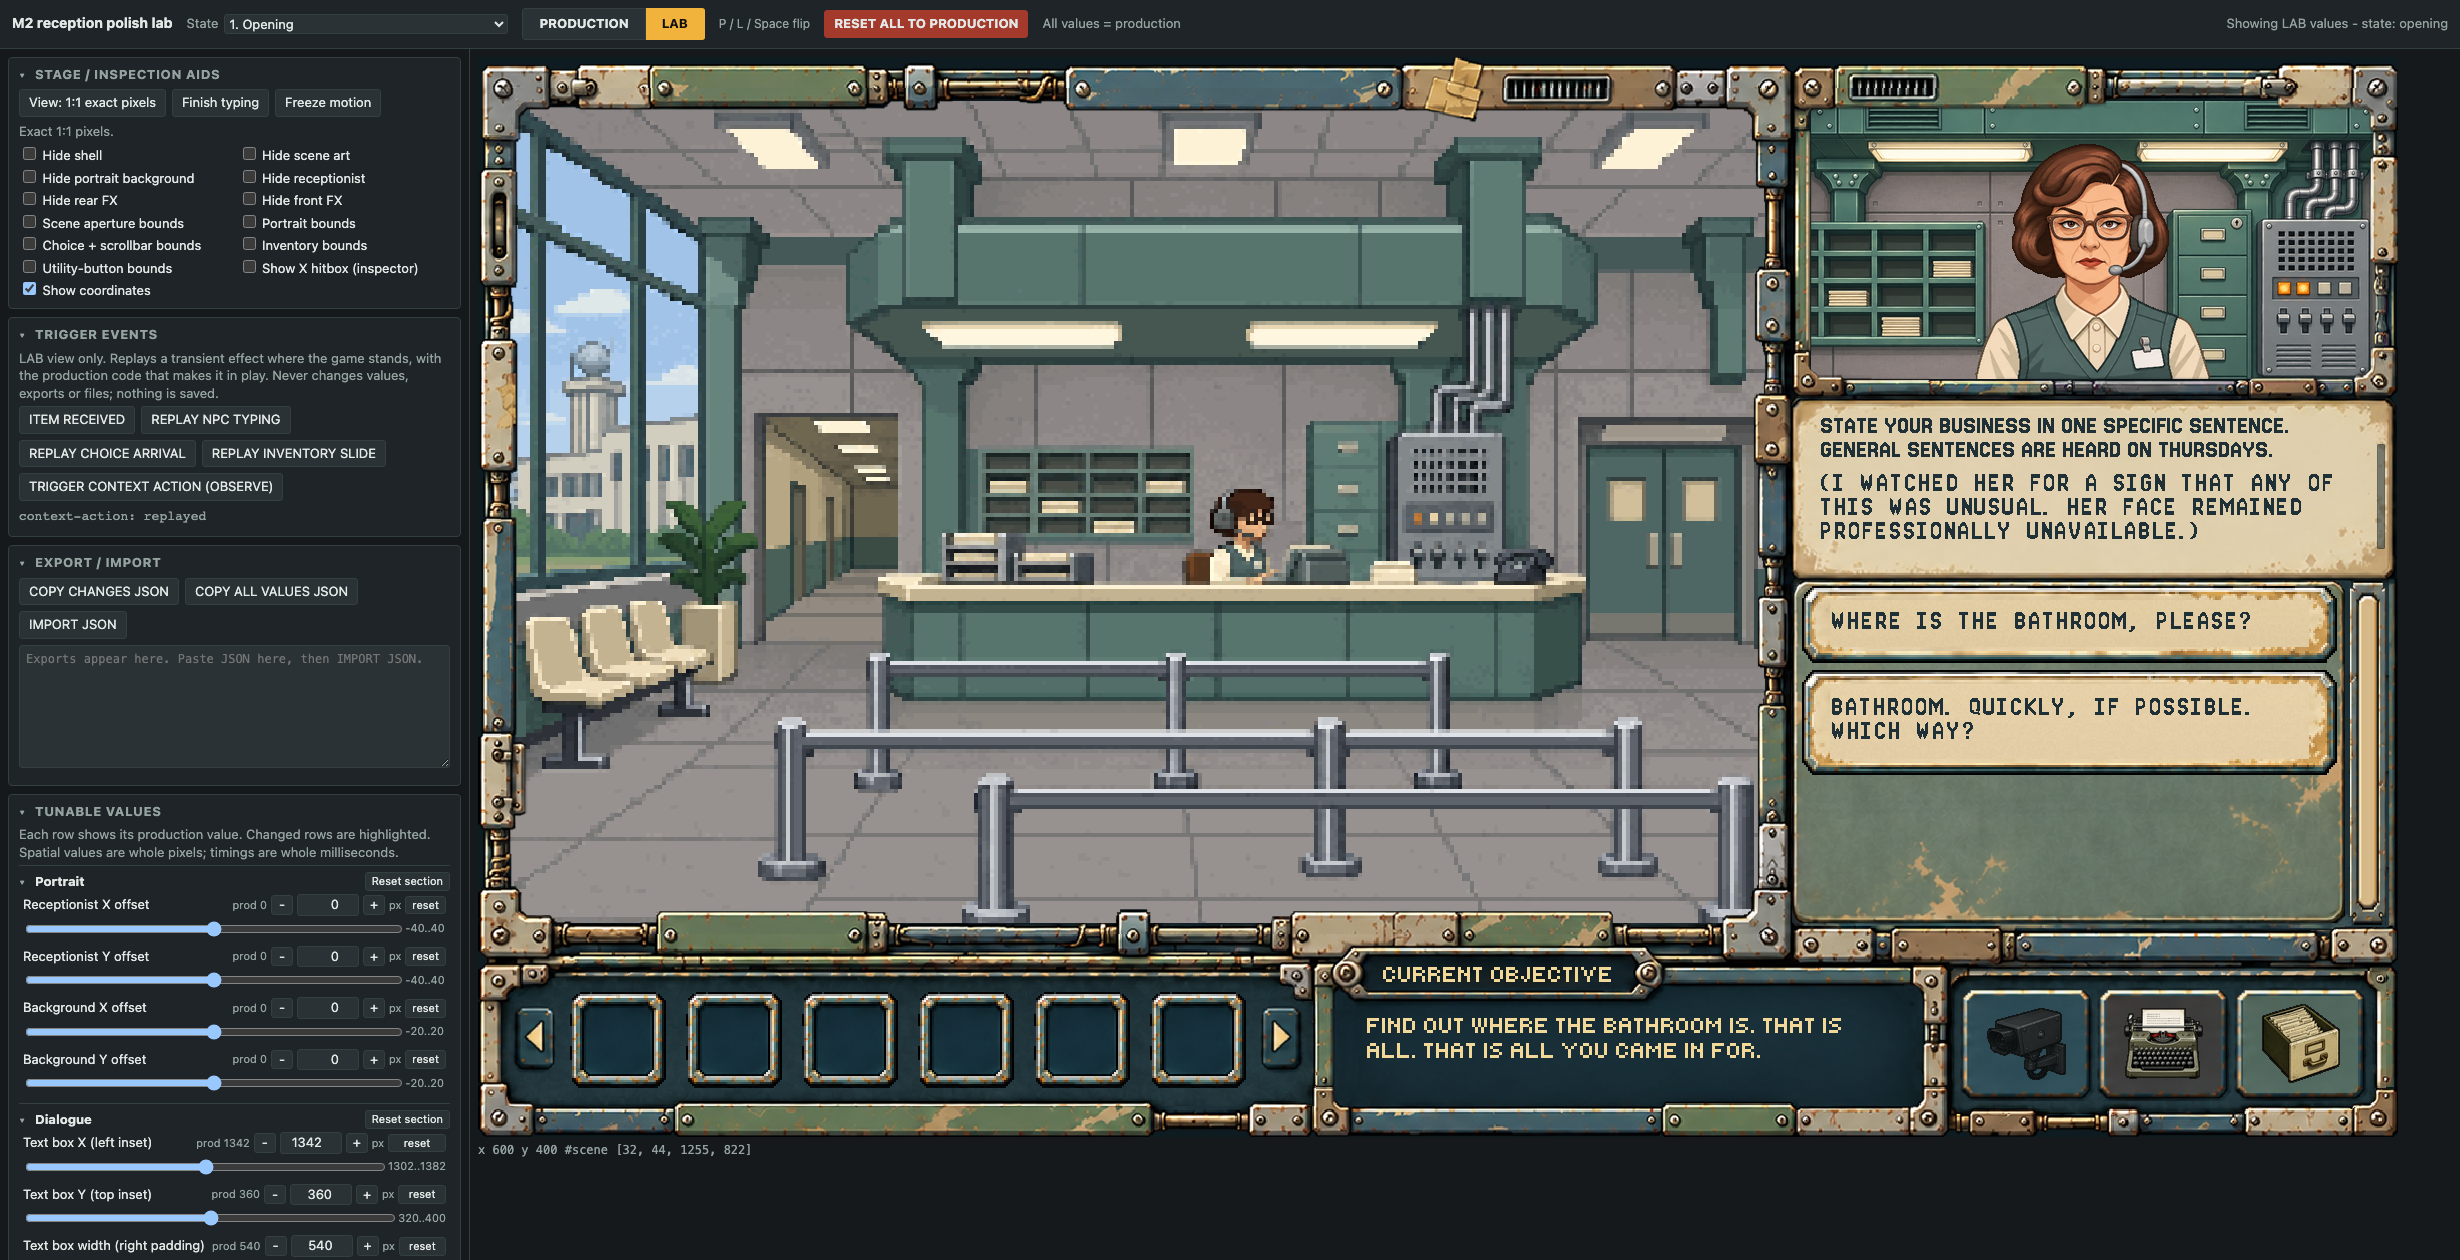 M2 reception polish lab
State
1. Opening
PRODUCTION
LAB
P / L / Space flip
RESET ALL TO PRODUCTION
All values = production
Showing LAB values - state: opening
STAGE / INSPECTION AIDS
View: 1:1 exact pixels
Finish typing
Freeze motion
Exact 1:1 pixels.
Hide shell
Hide scene art
Hide portrait background
Hide receptionist
Hide rear FX
Hide front FX
Scene aperture bounds
Portrait bounds
Choice + scrollbar bounds
Inventory bounds
Utility-button bounds
Show X hitbox (inspector)
Show coordinates
TRIGGER EVENTS
LAB view only. Replays a transient effect where the game stands, with
the production code that makes it in play. Never changes values,
exports or files; nothing is saved.
ITEM RECEIVED
REPLAY NPC TYPING
REPLAY CHOICE ARRIVAL
REPLAY INVENTORY SLIDE
TRIGGER CONTEXT ACTION (OBSERVE)
context-action: replayed
EXPORT / IMPORT
COPY CHANGES JSON
COPY ALL VALUES JSON
IMPORT JSON
Exports appear here. Paste JSON here, then IMPORT JSON.
TUNABLE VALUES
Each row shows its production value. Changed rows are highlighted.
Spatial values are whole pixels; timings are whole milliseconds.
Portrait
Reset section
Receptionist X offset prod 0 - 0 + px reset
-40..40
Receptionist Y offset prod 0 - 0 + px reset
-40..40
Background X offset prod 0 - 0 + px reset
-20..20
Background Y offset prod 0 - 0 + px reset
-20..20
Dialogue
Reset section
Text box X (left inset) prod 1342 - 1342 + px reset
1302..1382
Text box Y (top inset) prod 360 - 360 + px reset
320..400
Text box width (right padding) prod 540 - 540 + px reset
STATE YOUR BUSINESS IN ONE SPECIFIC SENTENCE.
GENERAL SENTENCES ARE HEARD ON THURSDAYS.
(I WATCHED HER FOR A SIGN THAT ANY OF
THIS WAS UNUSUAL. HER FACE REMAINED
PROFESSIONALLY UNAVAILABLE.)
WHERE IS THE BATHROOM, PLEASE?
BATHROOM. QUICKLY, IF POSSIBLE.
WHICH WAY?
CURRENT OBJECTIVE
FIND OUT WHERE THE BATHROOM IS. THAT IS
ALL. THAT IS ALL YOU CAME IN FOR.
x 600 y 400 #scene [32, 44, 1255, 822]